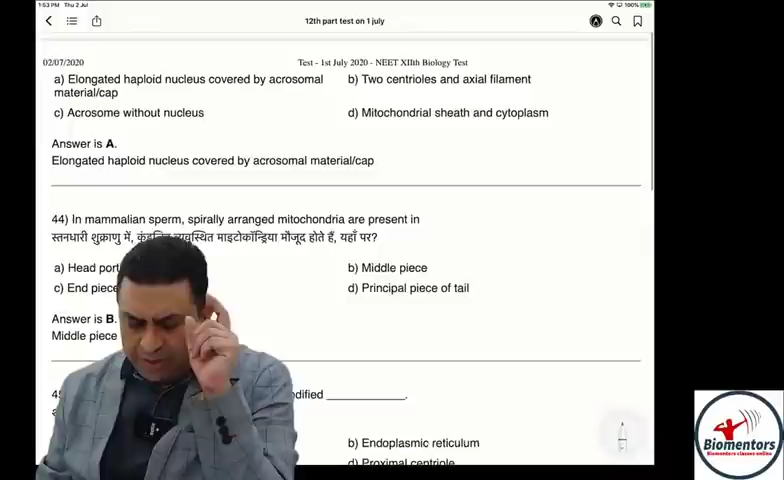 1:53 PM Thu 2 Jul
100%
12th part test on 1 july
02/07/2020
Test - 1st July 2020 - NEET XIIth Biology Test
a) Elongated haploid nucleus covered by acrosomal material/cap
b) Two centrioles and axial filament
c) Acrosome without nucleus
d) Mitochondrial sheath and cytoplasm
Answer is A.
Elongated haploid nucleus covered by acrosomal material/cap
44) In mammalian sperm, spirally arranged mitochondria are present in
स्तनधारी शुक्राणु में, कुंडलित व्यवस्थित माइटोकॉन्ड्रिया मौजूद होते हैं, यहाँ पर?
a) Head
b) Middle piece
c) End piece
d) Principal piece of tail
Answer is B.
Middle piece
b) Endoplasmic reticulum
d) Proximal centriole
Biomentors
Biomentors classes online